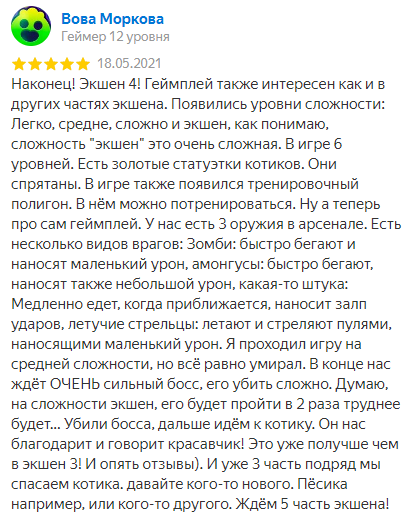 Вова Моркова
Геймер 12 уровня
18.05.2021
Наконец! Экшен 4! Геймплей также интересен как и в
других частях экшена. Появились уровни сложности:
Легко, средне, сложно и экшен, как понимаю,
сложность "экшен" это очень сложная. В игре 6
уровней. Есть золотые статуэтки котиков. Они
спрятаны. В игре также появился тренировочный
полигон. В нём можно потренироваться. Ну а теперь
про сам геймплей. У нас есть 3 оружия в арсенале. Есть
несколько видов врагов: Зомби: быстро бегают и
наносят маленький урон, амонгусы: быстро бегают,
наносят также небольшой урон, какая-то штука:
Медленно едет, когда приближается, наносит залп
ударов, летучие стрельцы: летают и стреляют пулями,
наносящими маленький урон. Я проходил игру на
средней сложности, но всё равно умирал. В конце нас
ждёт ОЧЕНЬ сильный босс, его убить сложно. Думаю,
на сложности экшен, его будет пройти в 2 раза труднее
будет... Убили босса, дальше идём к котику. Он нас
благодарит и говорит красавчик! Это уже получше чем
в экшен 3! И опять отзывы). И уже 3 часть подряд мы
спасаем котика. давайте кого-то нового. Пёсика
например, или кого-то другого. Ждём 5 часть экшена!